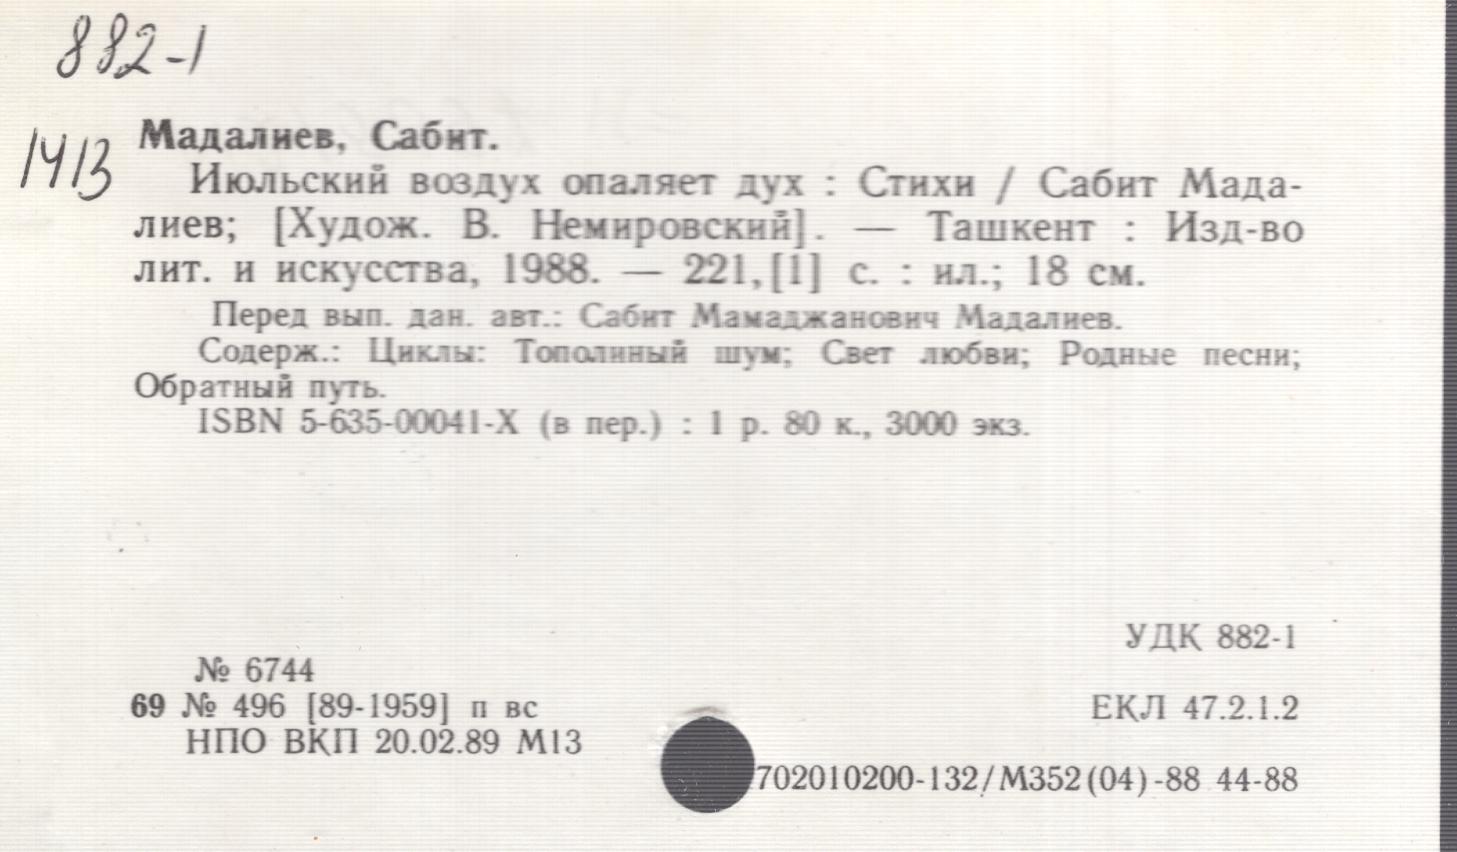 882-1
1413
Мадалиев, Сабит.
Июльский воздух опаляет дух : Стихи / Сабит Мада-
лиев; [Худож. В. Немировский]. — Ташкент : Изд-во
лит. и искусства, 1988. — 221,[1] с. : ил.; 18 см.
Перед вып. дан. авт.: Сабит Мамаджанович Мадалиев.
Содерж.: Циклы: Тополиный шум; Свет любви; Родные песни;
Обратный путь.
ISBN 5-635-00041-X (в пер.) : 1 р. 80 к., 3000 экз.
УДК 882-1
№ 6744
69 № 496 [89-1959] п вс
ЕКЛ 47.2.1.2
НПО ВКП 20.02.89 М13
702010200-132/М352(04)-88 44-88